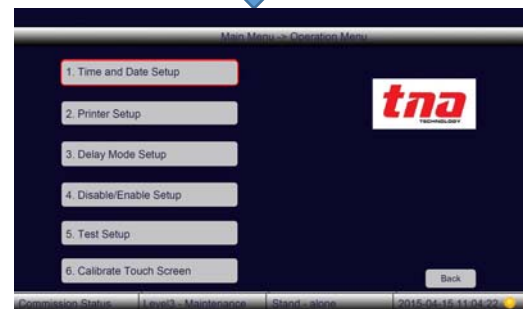 Main Menu -> Operation Menu
1. Time and Date Setup
tna
TECHNOLOGY
2. Printer Setup
3. Delay Mode Setup
4. Disable/Enable Setup
5. Test Setup
6. Calibrate Touch Screen
Back
Commission Status Level3 - Maintenance Stand - alone 2015-04-15 11:04:22